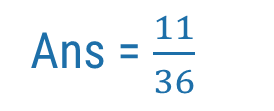 Ans = 11/36